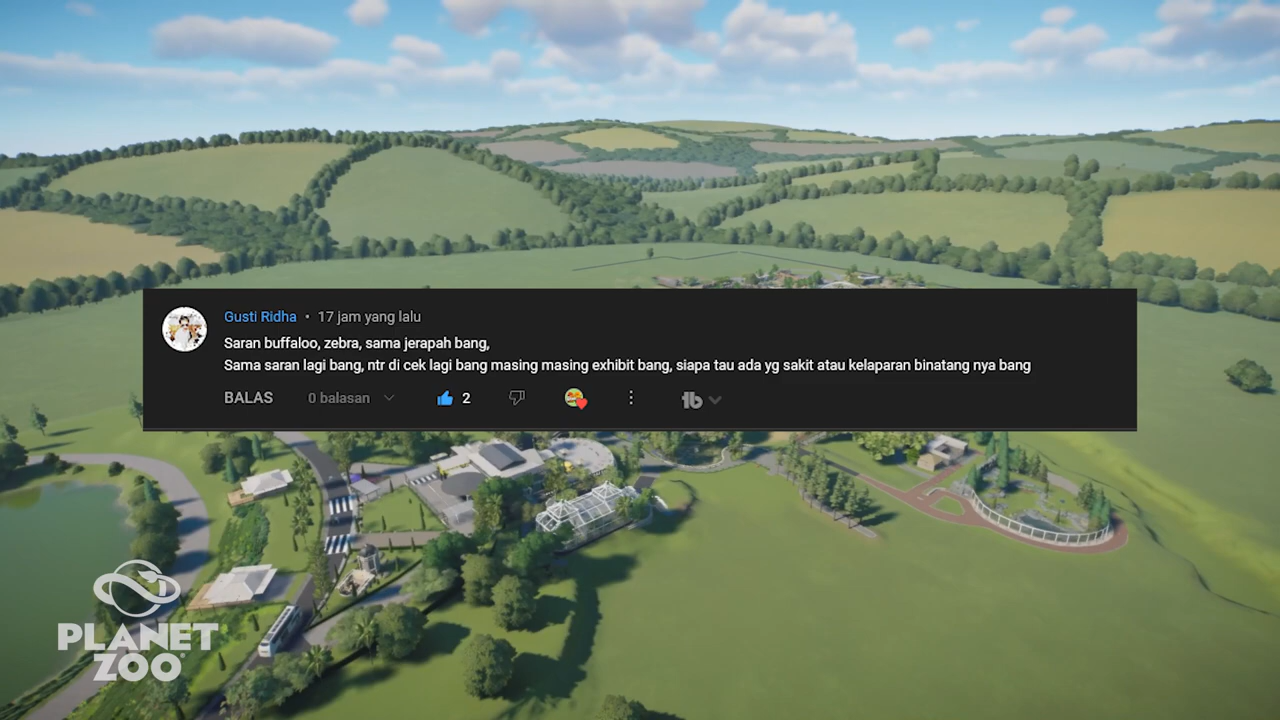 Gusti Ridha • 17 jam yang lalu
Saran buffaloo, zebra, sama jerapah bang,
Sama saran lagi bang, ntr di cek lagi bang masing masing exhibit bang, siapa tau ada yg sakit atau kelaparan binatang nya bang
BALAS 0 balasan 2
PLANET
ZOO